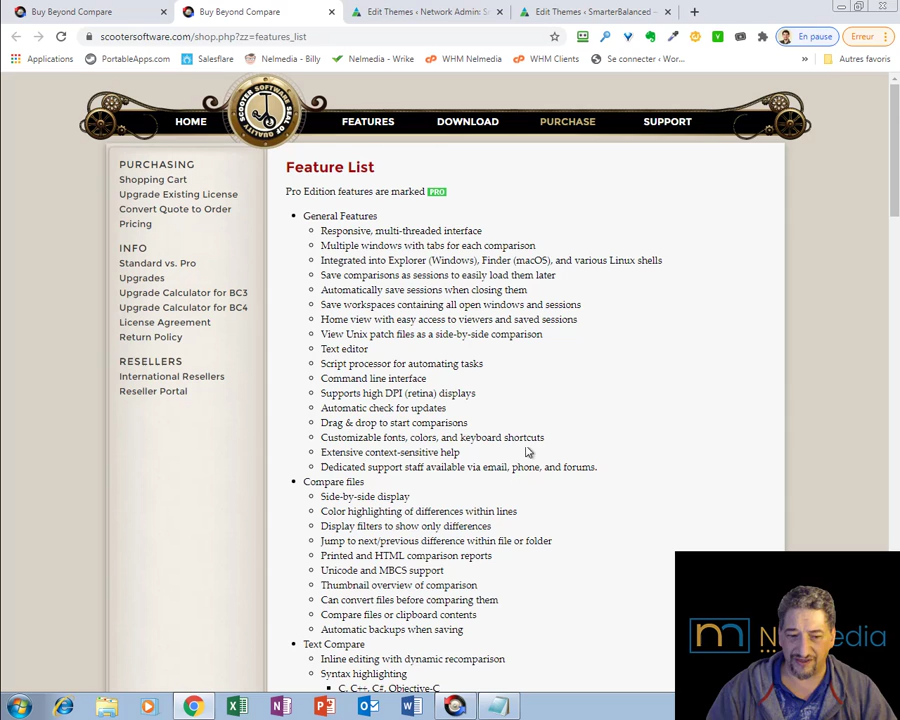 Buy Beyond Compare
Buy Beyond Compare
Edit Themes ‹ Network Admin: S
Edit Themes ‹ SmarterBalanced —
scootersoftware.com/shop.php?zz=features_list
En pause
Erreur
Applications
PortableApps.com
Salesflare
Nelmedia - Billy
Nelmedia - Wrike
WHM Nelmedia
WHM Clients
Se connecter ‹ Wor...
»
Autres favoris
SCOOTER SOFTWARE SEAL OF QUALITY
HOME
FEATURES
DOWNLOAD
PURCHASE
SUPPORT
PURCHASING
Shopping Cart
Upgrade Existing License
Convert Quote to Order
Pricing
INFO
Standard vs. Pro
Upgrades
Upgrade Calculator for BC3
Upgrade Calculator for BC4
License Agreement
Return Policy
RESELLERS
International Resellers
Reseller Portal
Feature List
Pro Edition features are marked PRO
• General Features
Responsive, multi-threaded interface
Multiple windows with tabs for each comparison
Integrated into Explorer (Windows), Finder (macOS), and various Linux shells
Save comparisons as sessions to easily load them later
Automatically save sessions when closing them
Save workspaces containing all open windows and sessions
Home view with easy access to viewers and saved sessions
View Unix patch files as a side-by-side comparison
Text editor
Script processor for automating tasks
Command line interface
Supports high DPI (retina) displays
Automatic check for updates
Drag & drop to start comparisons
Customizable fonts, colors, and keyboard shortcuts
Extensive context-sensitive help
Dedicated support staff available via email, phone, and forums.
• Compare files
Side-by-side display
Color highlighting of differences within lines
Display filters to show only differences
Jump to next/previous difference within file or folder
Printed and HTML comparison reports
Unicode and MBCS support
Thumbnail overview of comparison
Can convert files before comparing them
Compare files or clipboard contents
Automatic backups when saving
• Text Compare
Inline editing with dynamic recomparison
Syntax highlighting
C, C++, C#, Objective-C